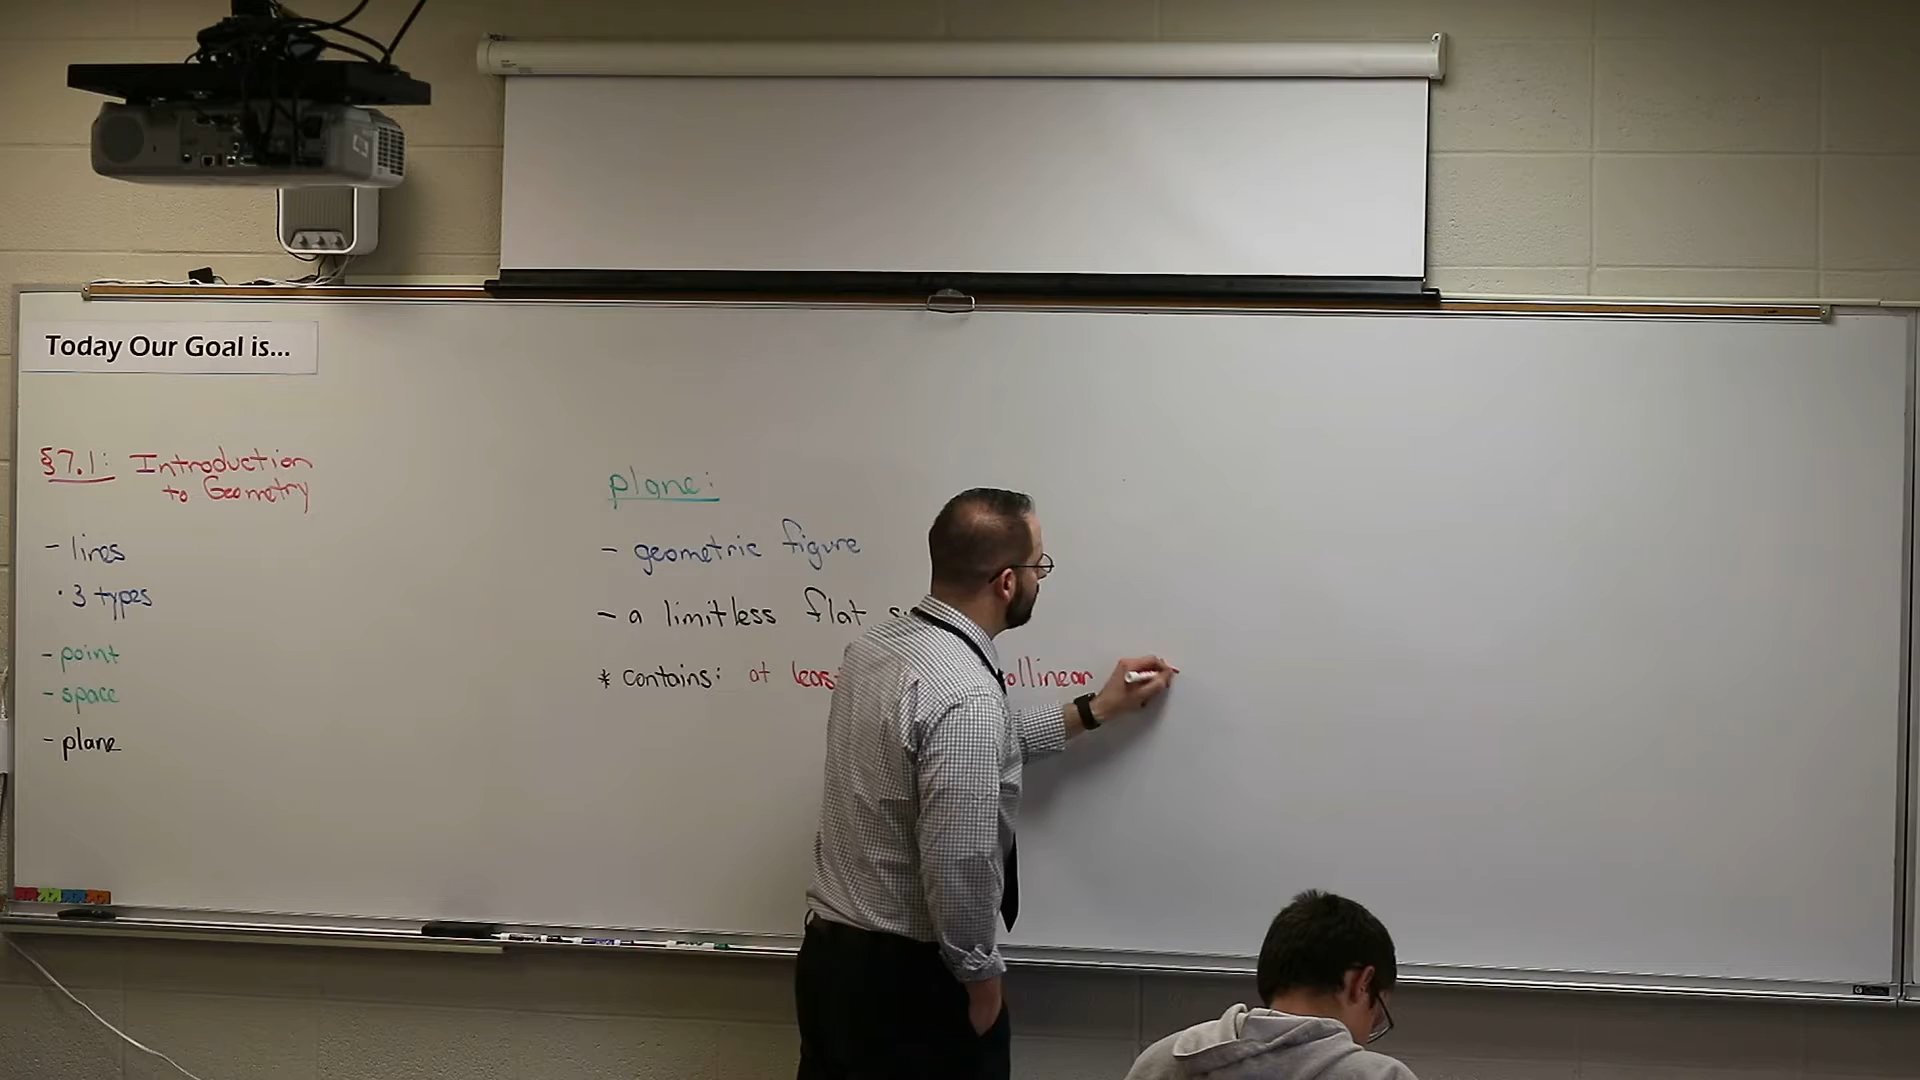 Today Our Goal is...
§7.1: Introduction
to Geometry
- lines
· 3 types
- point
- space
- plane
plane:
- geometric figure
- a limitless flat
* contains: at leas ollinear